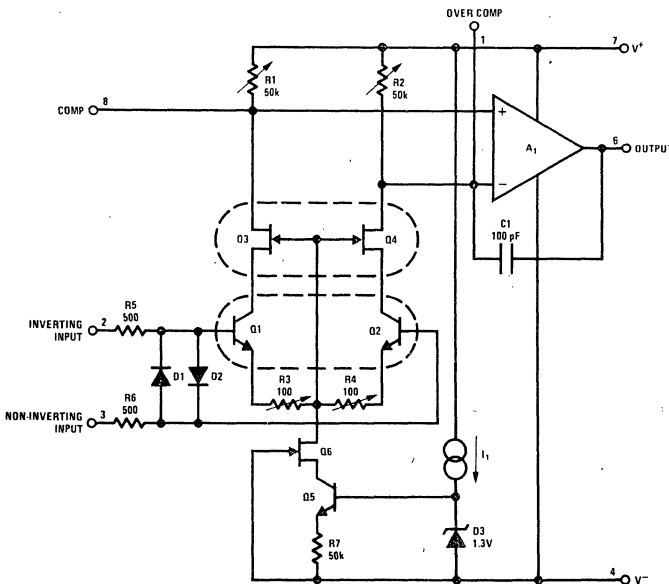 OVER COMP
1
7
V+
R1
50k
R2
50k
COMP
8
+
A1
6
OUTPUT
−
C1
100 pF
Q3
Q4
INVERTING
INPUT
2
R5
500
Q1
Q2
D1
D2
R3
100
R4
100
NON-INVERTING
INPUT
3
R6
500
Q6
I1
Q5
D3
1.3V
R7
50k
4
V−